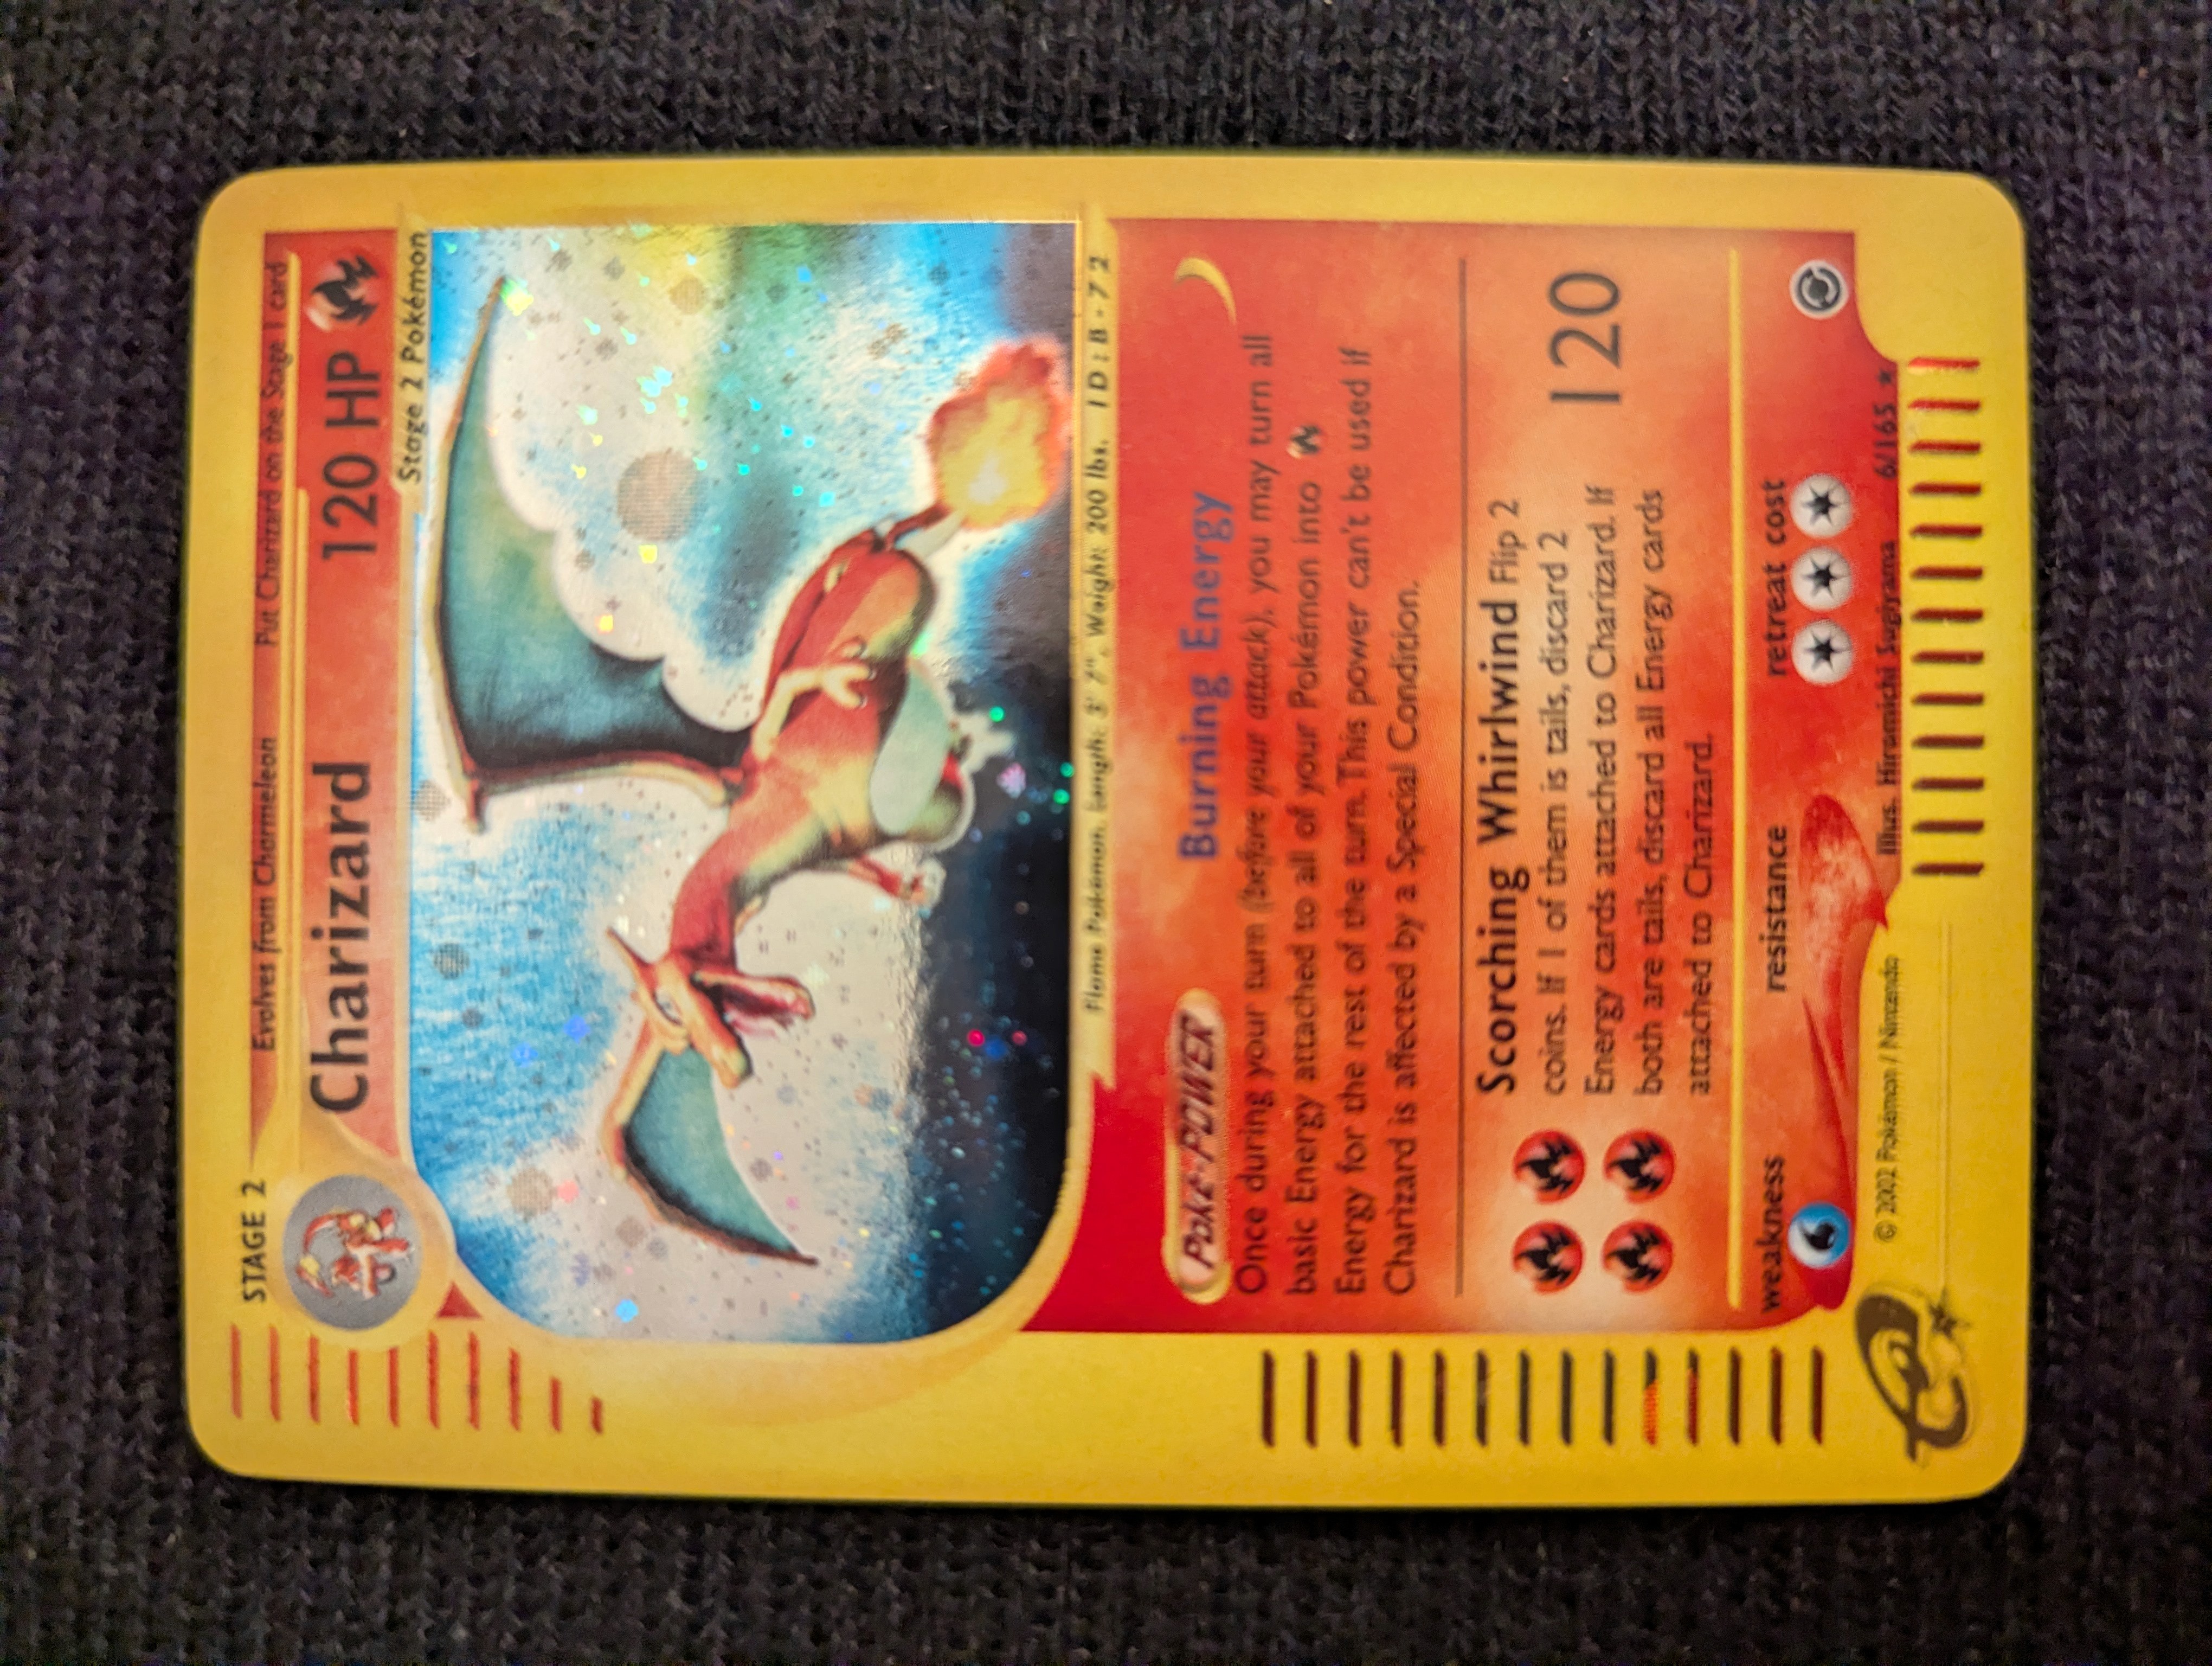 STAGE 2
Evolves from Charmeleon Put Charizard on the Stage 1 card
Charizard 120 HP
Stage 2 Pokémon
Flame Pokémon. Length: 5' 7", Weight: 200 lbs. ID:B-72
Poké-POWER Burning Energy
Once during your turn (before your attack), you may turn all
basic Energy attached to all of your Pokémon into
Energy for the rest of the turn. This power can't be used if
Charizard is affected by a Special Condition.
Scorching Whirlwind Flip 2
coins. If 1 of them is tails, discard 2
Energy cards attached to Charizard. If
both are tails, discard all Energy cards
attached to Charizard.
120
weakness resistance retreat cost
Illus. Hiromichi Sugiyama 6/165 ★
© 2002 Pokémon / Nintendo
e